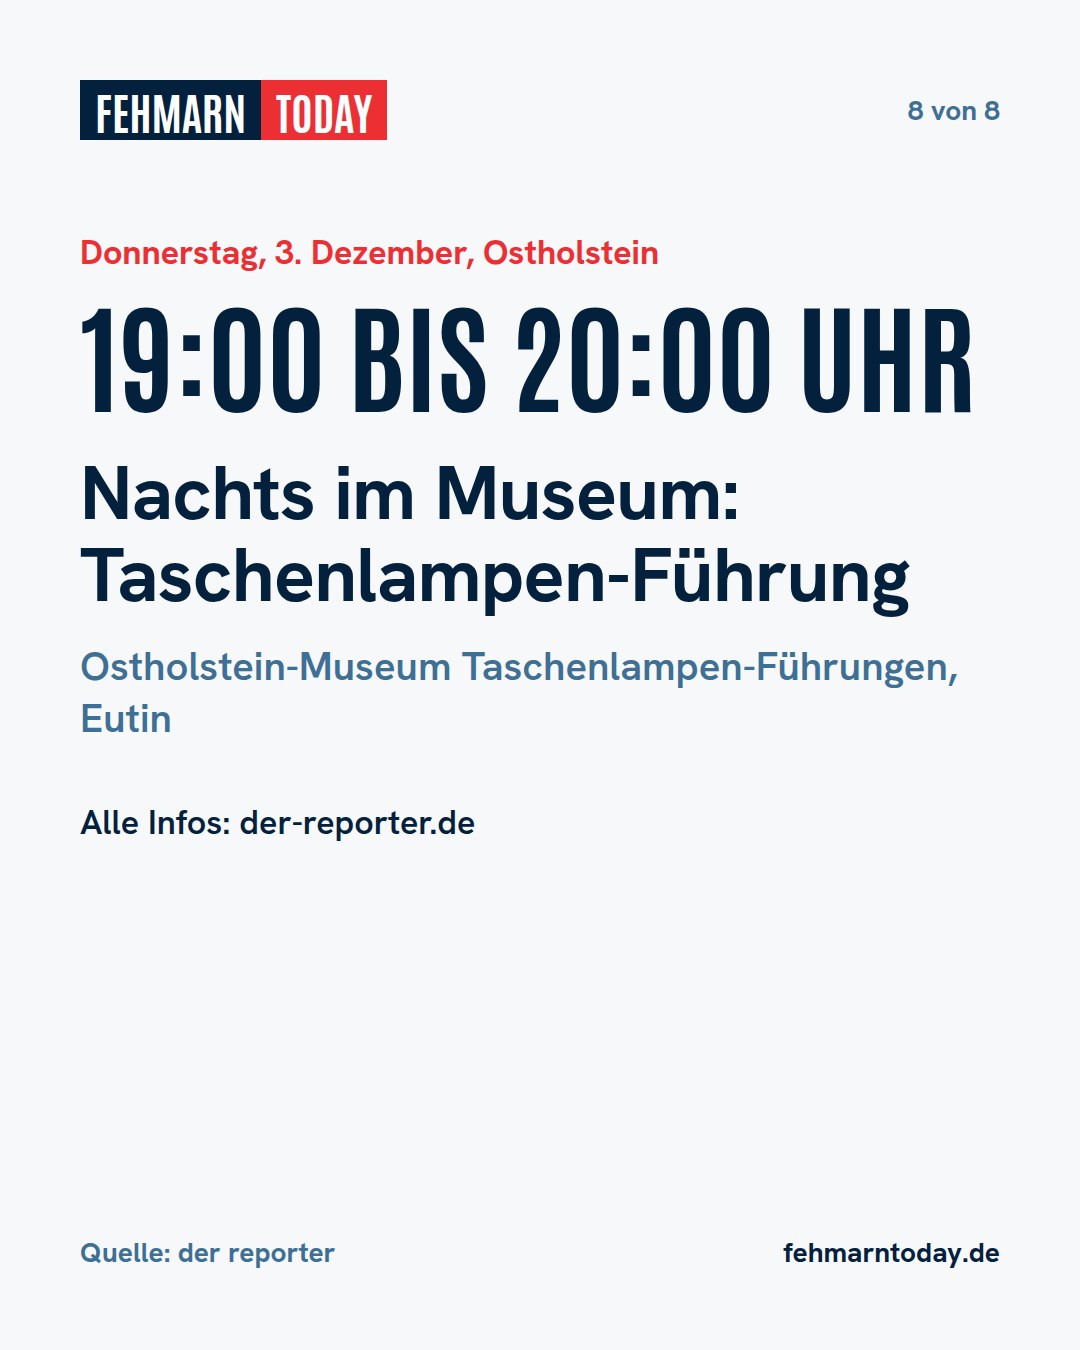 FEHMARN TODAY
8 von 8
Donnerstag, 3. Dezember, Ostholstein
19:00 BIS 20:00 UHR
Nachts im Museum:
Taschenlampen-Führung
Ostholstein-Museum Taschenlampen-Führungen,
Eutin
Alle Infos: der-reporter.de
Quelle: der reporter
fehmarntoday.de